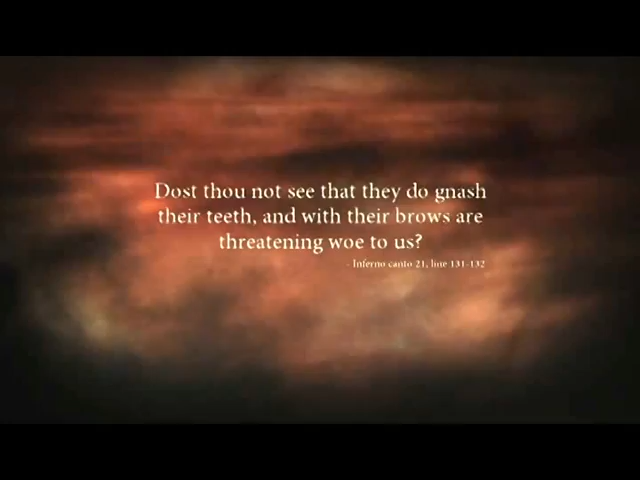 Dost thou not see that they do gnash
their teeth, and with their brows are
threatening woe to us?
- Inferno canto 21, line 131-132